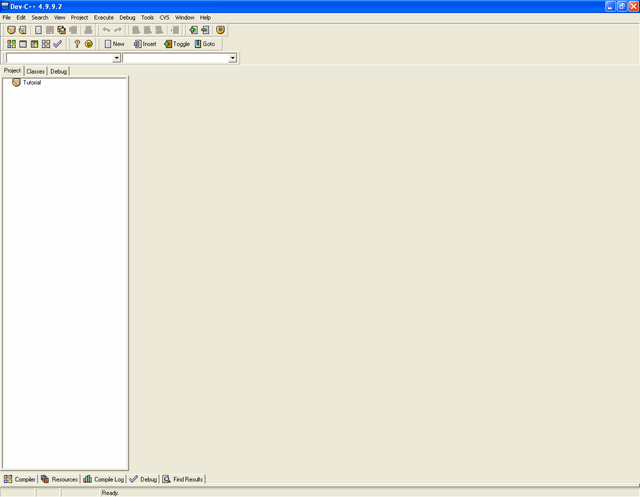 Dev-C++ 4.9.9.2
File Edit Search View Project Execute Debug Tools CVS Window Help
New Insert Toggle Goto
Project Classes Debug
Tutorial
Compiler Resources Compile Log Debug Find Results
Ready.